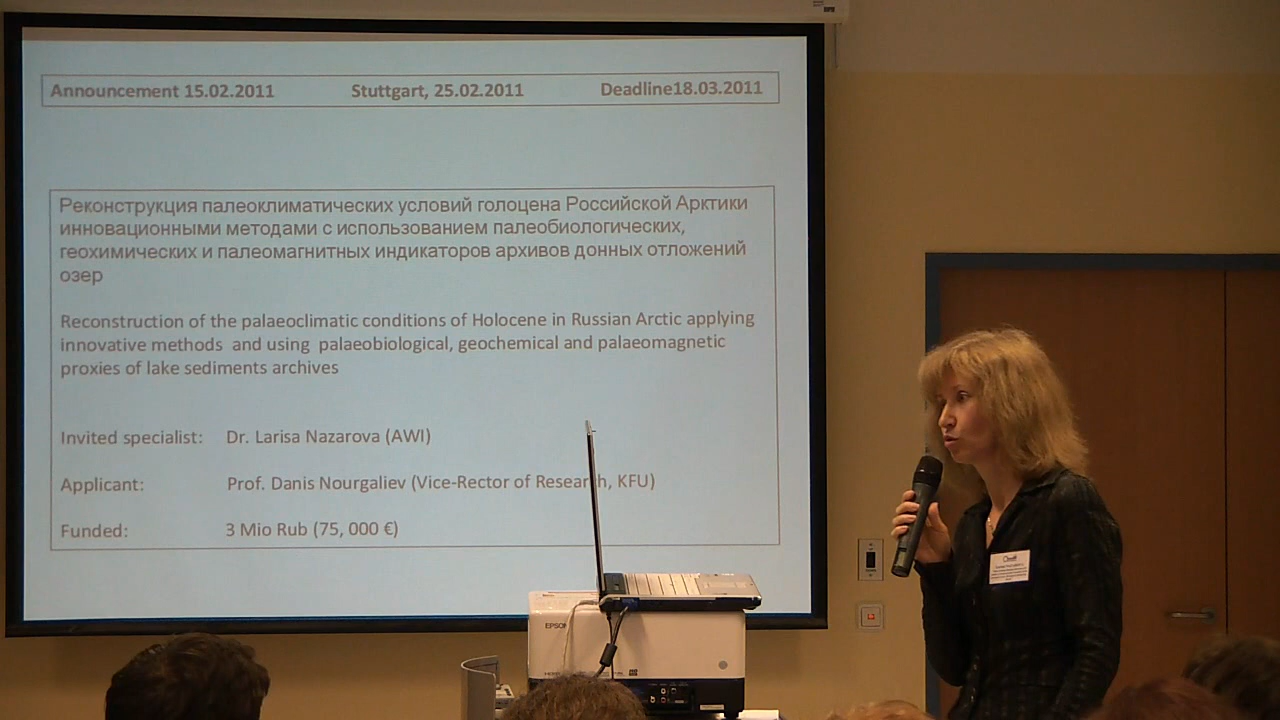 Announcement 15.02.2011 Stuttgart, 25.02.2011 Deadline18.03.2011
Реконструкция палеоклиматических условий голоцена Российской Арктики
инновационными методами с использованием палеобиологических,
геохимических и палеомагнитных индикаторов архивов донных отложений
озер
Reconstruction of the palaeoclimatic conditions of Holocene in Russian Arctic applying
innovative methods and using palaeobiological, geochemical and palaeomagnetic
proxies of lake sediments archives
Invited specialist: Dr. Larisa Nazarova (AWI)
Applicant: Prof. Danis Nourgaliev (Vice-Rector of Research, KFU)
Funded: 3 Mio Rub (75, 000 €)
EPSON